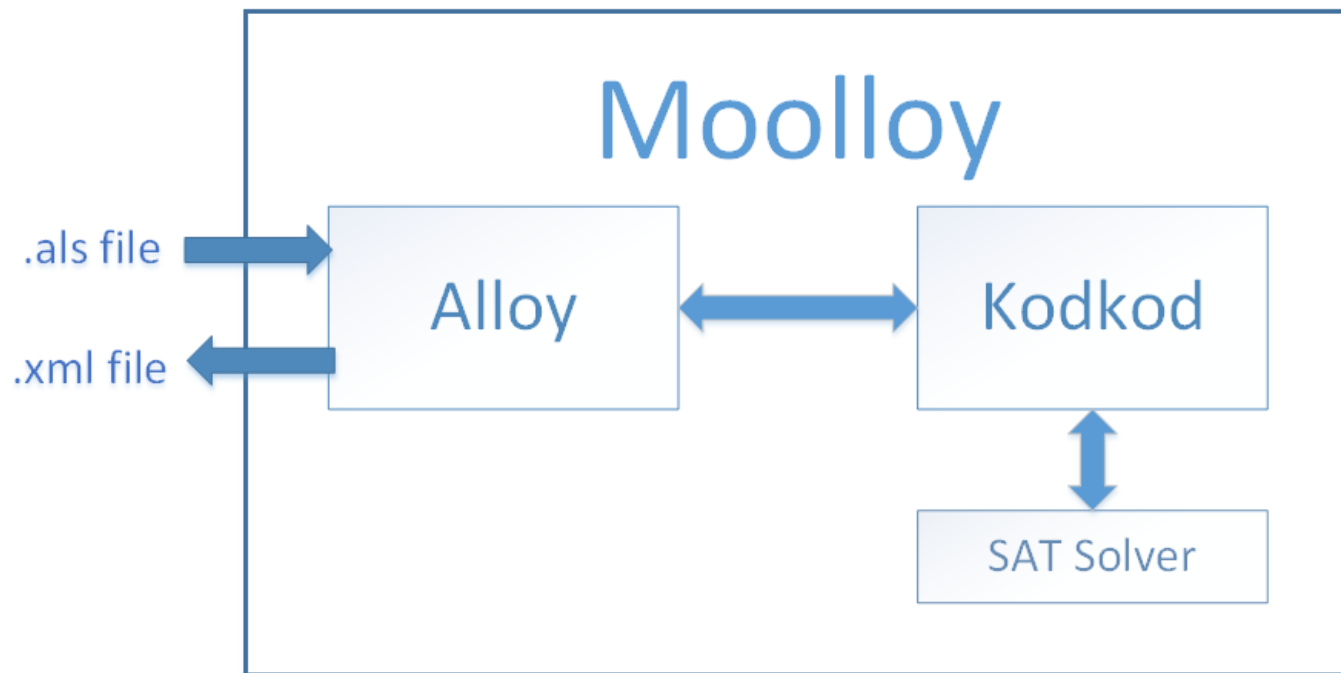 Moolloy
.als file
Alloy
Kodkod
.xml file
SAT Solver